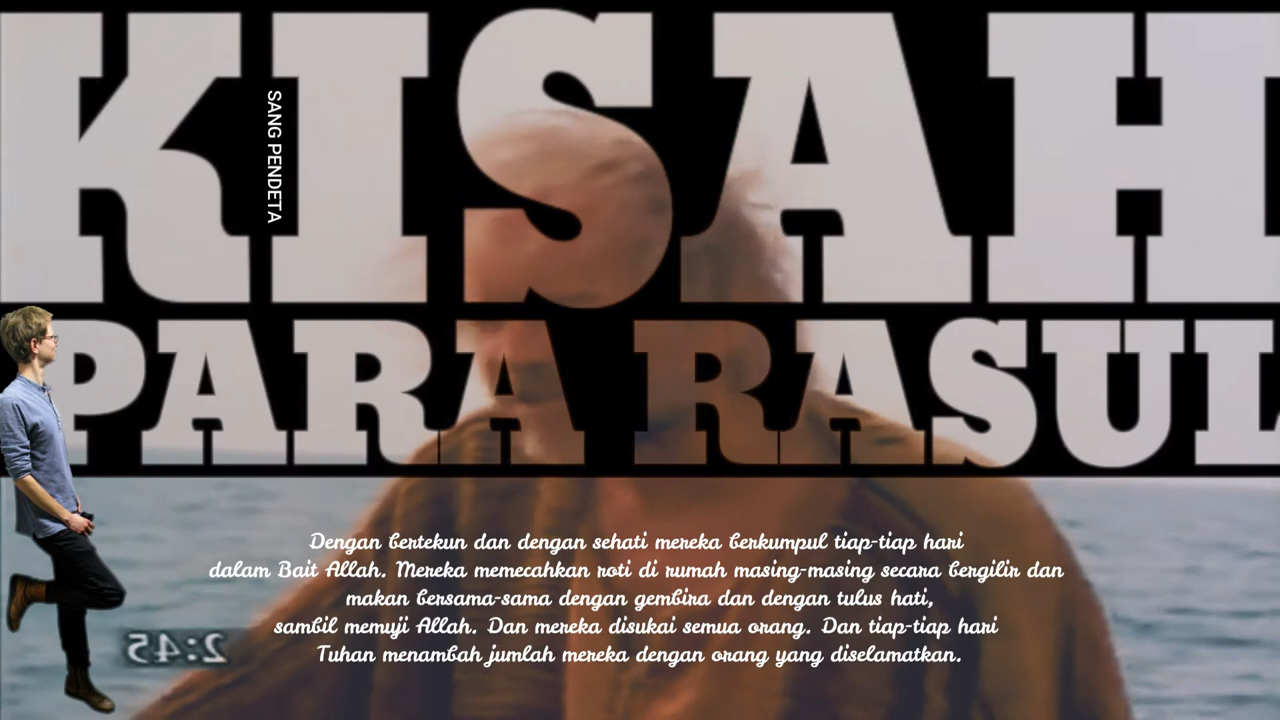 KISAH
SANG PENDETA
PARA RASUL
Dengan bertekun dan dengan sehati mereka berkumpul tiap-tiap hari
dalam Bait Allah. Mereka memecahkan roti di rumah masing-masing secara bergilir dan
makan bersama-sama dengan gembira dan dengan tulus hati,
sambil memuji Allah. Dan mereka disukai semua orang. Dan tiap-tiap hari
Tuhan menambah jumlah mereka dengan orang yang diselamatkan.
2:45